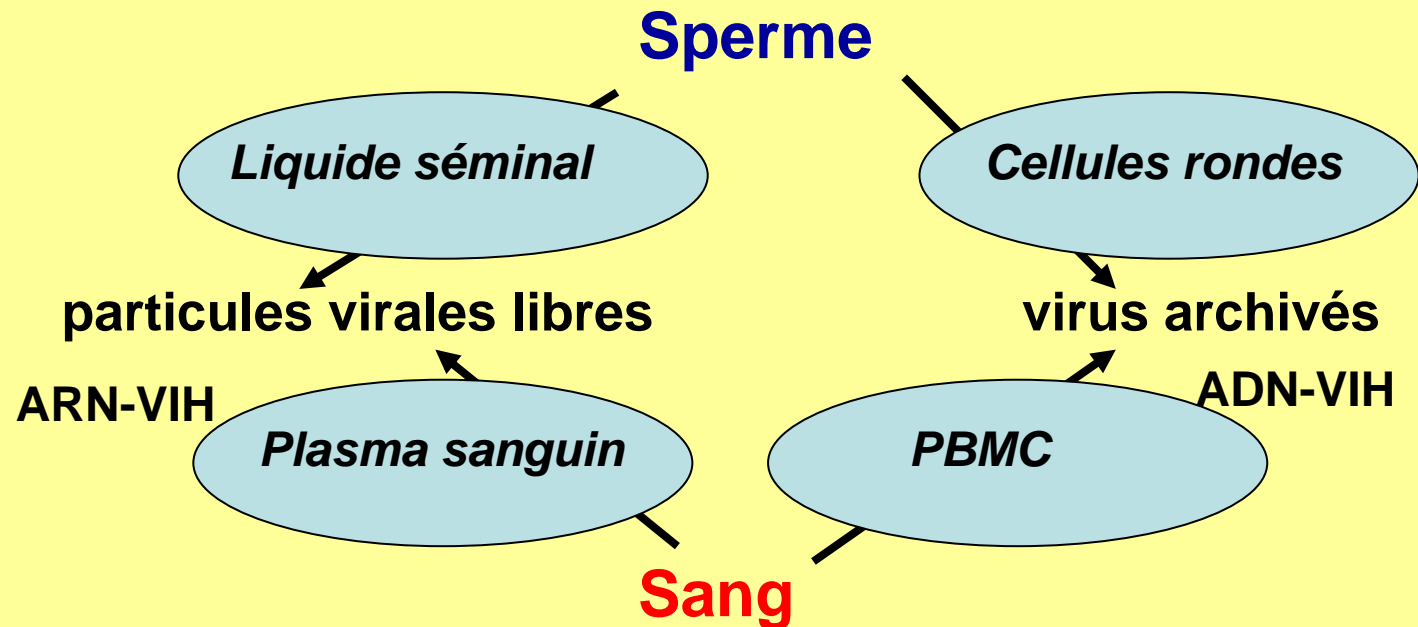 Sperme
Liquide séminal
Cellules rondes
particules virales libres
virus archivés
ARN-VIH
ADN-VIH
Plasma sanguin
PBMC
Sang